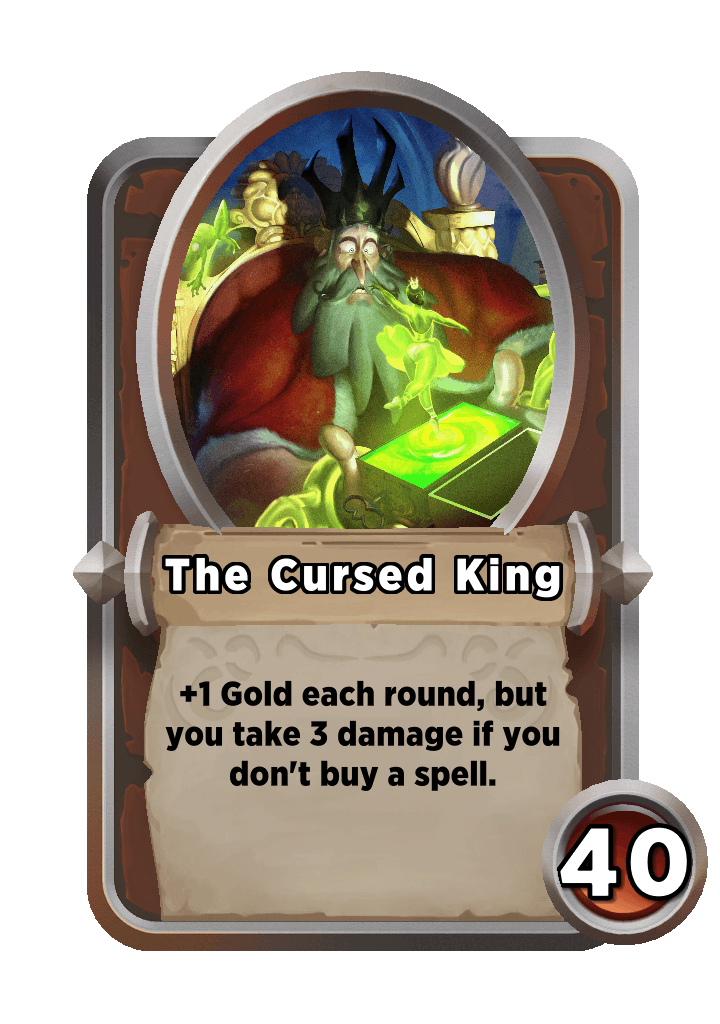 The Cursed King
+1 Gold each round, but
you take 3 damage if you
don't buy a spell.
40